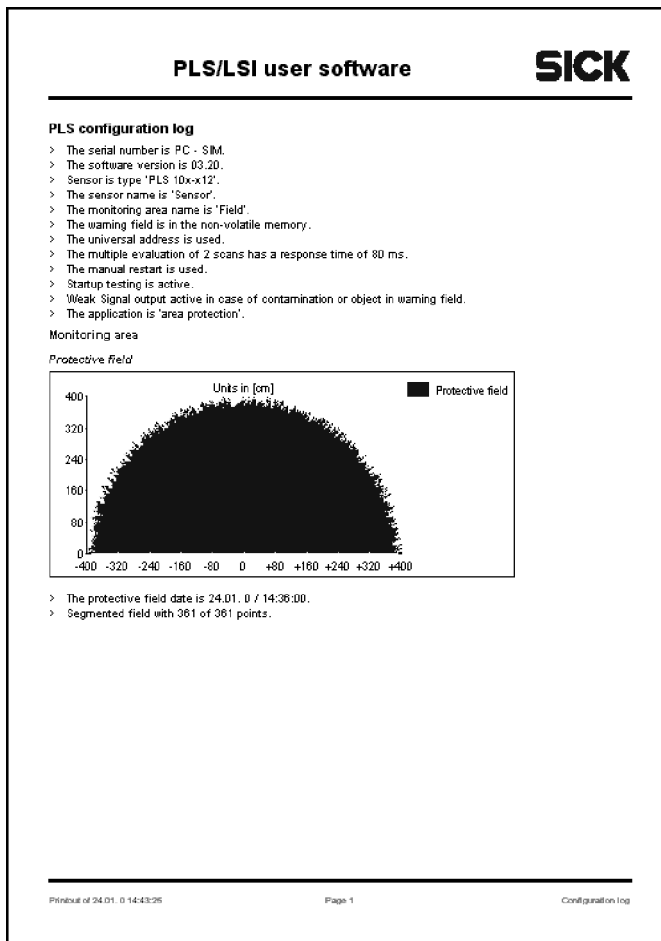 PLS/LSI user software
SICK
PLS configuration log
> The serial number is PC - SIM.
> The software version is 03.20.
> Sensor is type 'PLS 10x-x12'.
> The sensor name is 'Sensor'.
> The monitoring area name is 'Field'.
> The warning field is in the non-volatile memory.
> The universal address is used.
> The multiple evaluation of 2 scans has a response time of 80 ms.
> The manual restart is used.
> Startup testing is active.
> Weak Signal output active in case of contamination or object in warning field.
> The application is 'area protection'.
Monitoring area
Protective field
Units in [cm]
Protective field
400
320
240
160
80
0
-400 -320 -240 -160 -80 0 +80 +160 +240 +320 +400
> The protective field date is 24.01. 0 / 14:36:00.
> Segmented field with 361 of 361 points.
Printout of 24.01. 0 14:43:25 Page 1 Configuration log